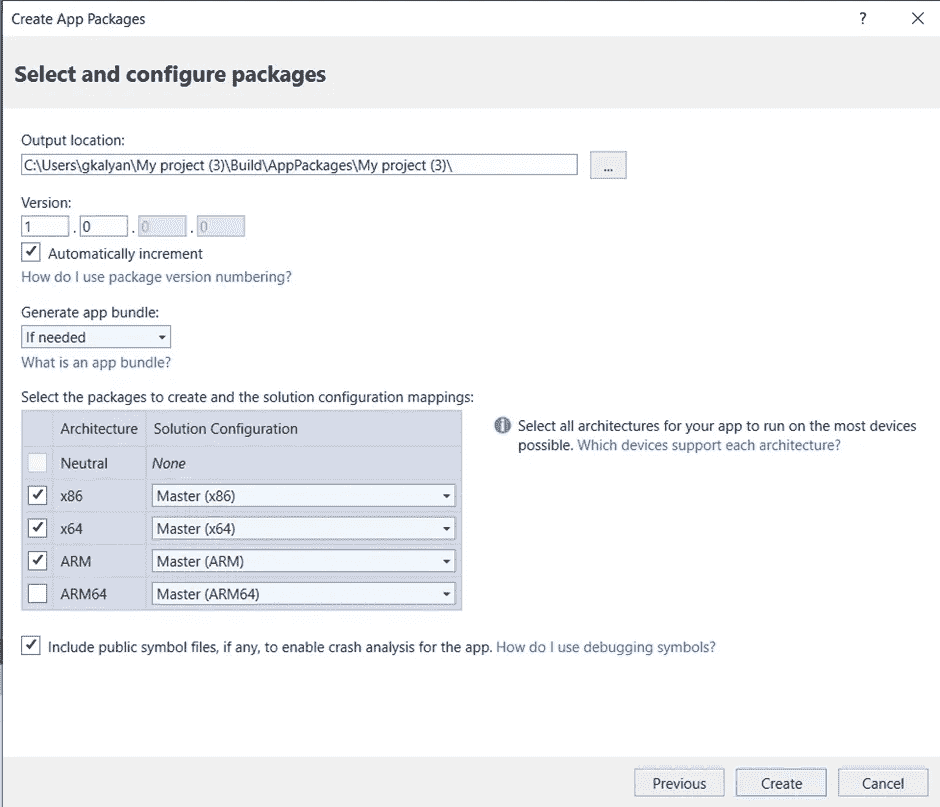 Create App Packages
?
Select and configure packages
Output location:
C:\Users\gkalyan\My project (3)\Build\AppPackages\My project (3)\
...
Version:
1 . 0 . 0 . 0
Automatically increment
How do I use package version numbering?
Generate app bundle:
If needed
What is an app bundle?
Select the packages to create and the solution configuration mappings:
Architecture Solution Configuration
Neutral None
x86 Master (x86)
x64 Master (x64)
ARM Master (ARM)
ARM64 Master (ARM64)
Select all architectures for your app to run on the most devices
possible. Which devices support each architecture?
Include public symbol files, if any, to enable crash analysis for the app. How do I use debugging symbols?
Previous Create Cancel